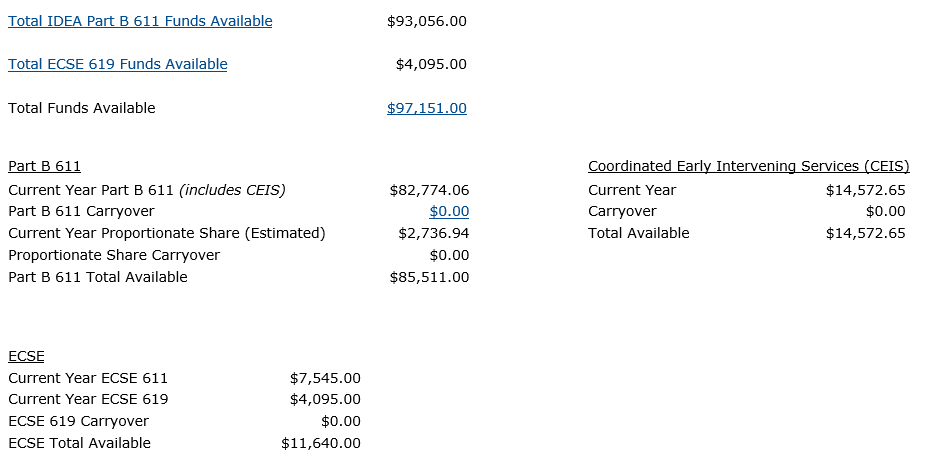 Total IDEA Part B 611 Funds Available $93,056.00
Total ECSE 619 Funds Available $4,095.00
Total Funds Available $97,151.00
Part B 611
Current Year Part B 611 (includes CEIS) $82,774.06
Part B 611 Carryover $0.00
Current Year Proportionate Share (Estimated) $2,736.94
Proportionate Share Carryover $0.00
Part B 611 Total Available $85,511.00
Coordinated Early Intervening Services (CEIS)
Current Year $14,572.65
Carryover $0.00
Total Available $14,572.65
ECSE
Current Year ECSE 611 $7,545.00
Current Year ECSE 619 $4,095.00
ECSE 619 Carryover $0.00
ECSE Total Available $11,640.00